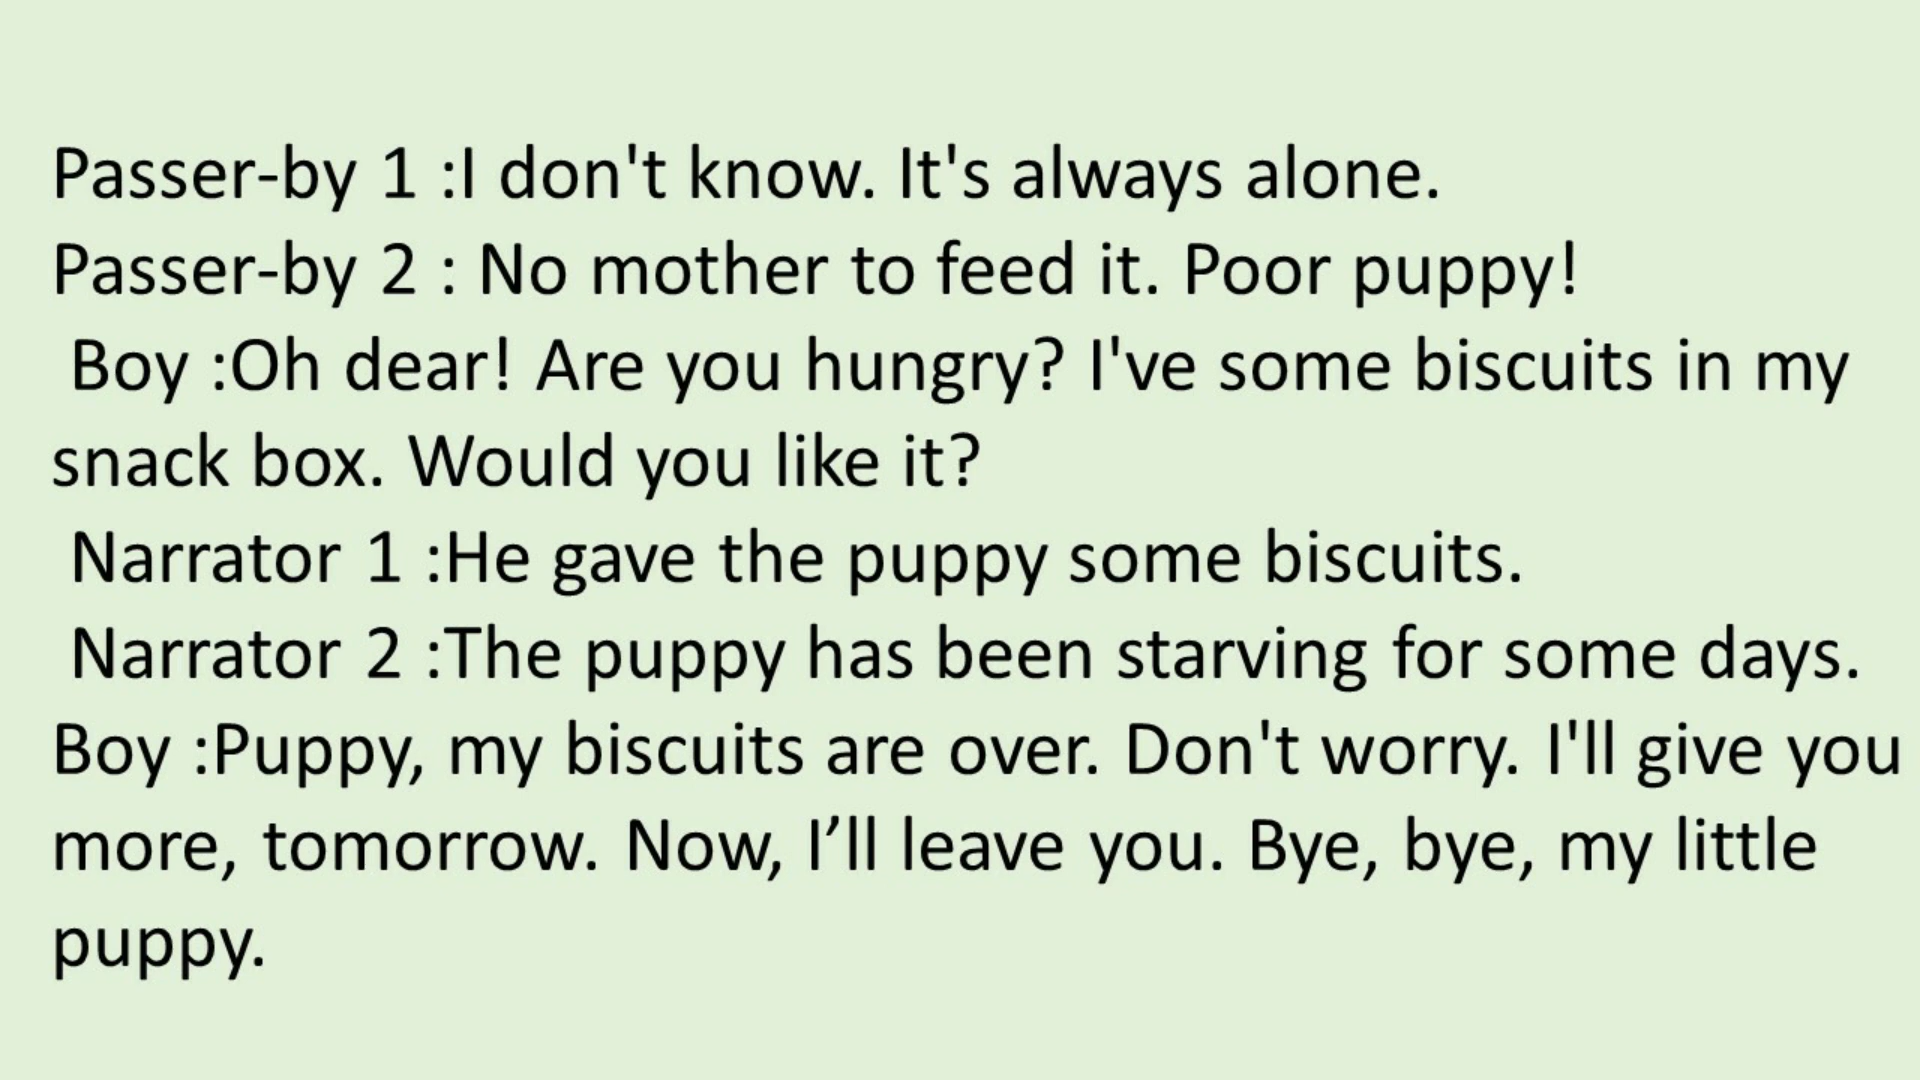 Passer-by 1 :I don't know. It's always alone.
Passer-by 2 : No mother to feed it. Poor puppy!
Boy :Oh dear! Are you hungry? I've some biscuits in my
snack box. Would you like it?
Narrator 1 :He gave the puppy some biscuits.
Narrator 2 :The puppy has been starving for some days.
Boy :Puppy, my biscuits are over. Don't worry. I'll give you
more, tomorrow. Now, I’ll leave you. Bye, bye, my little
puppy.